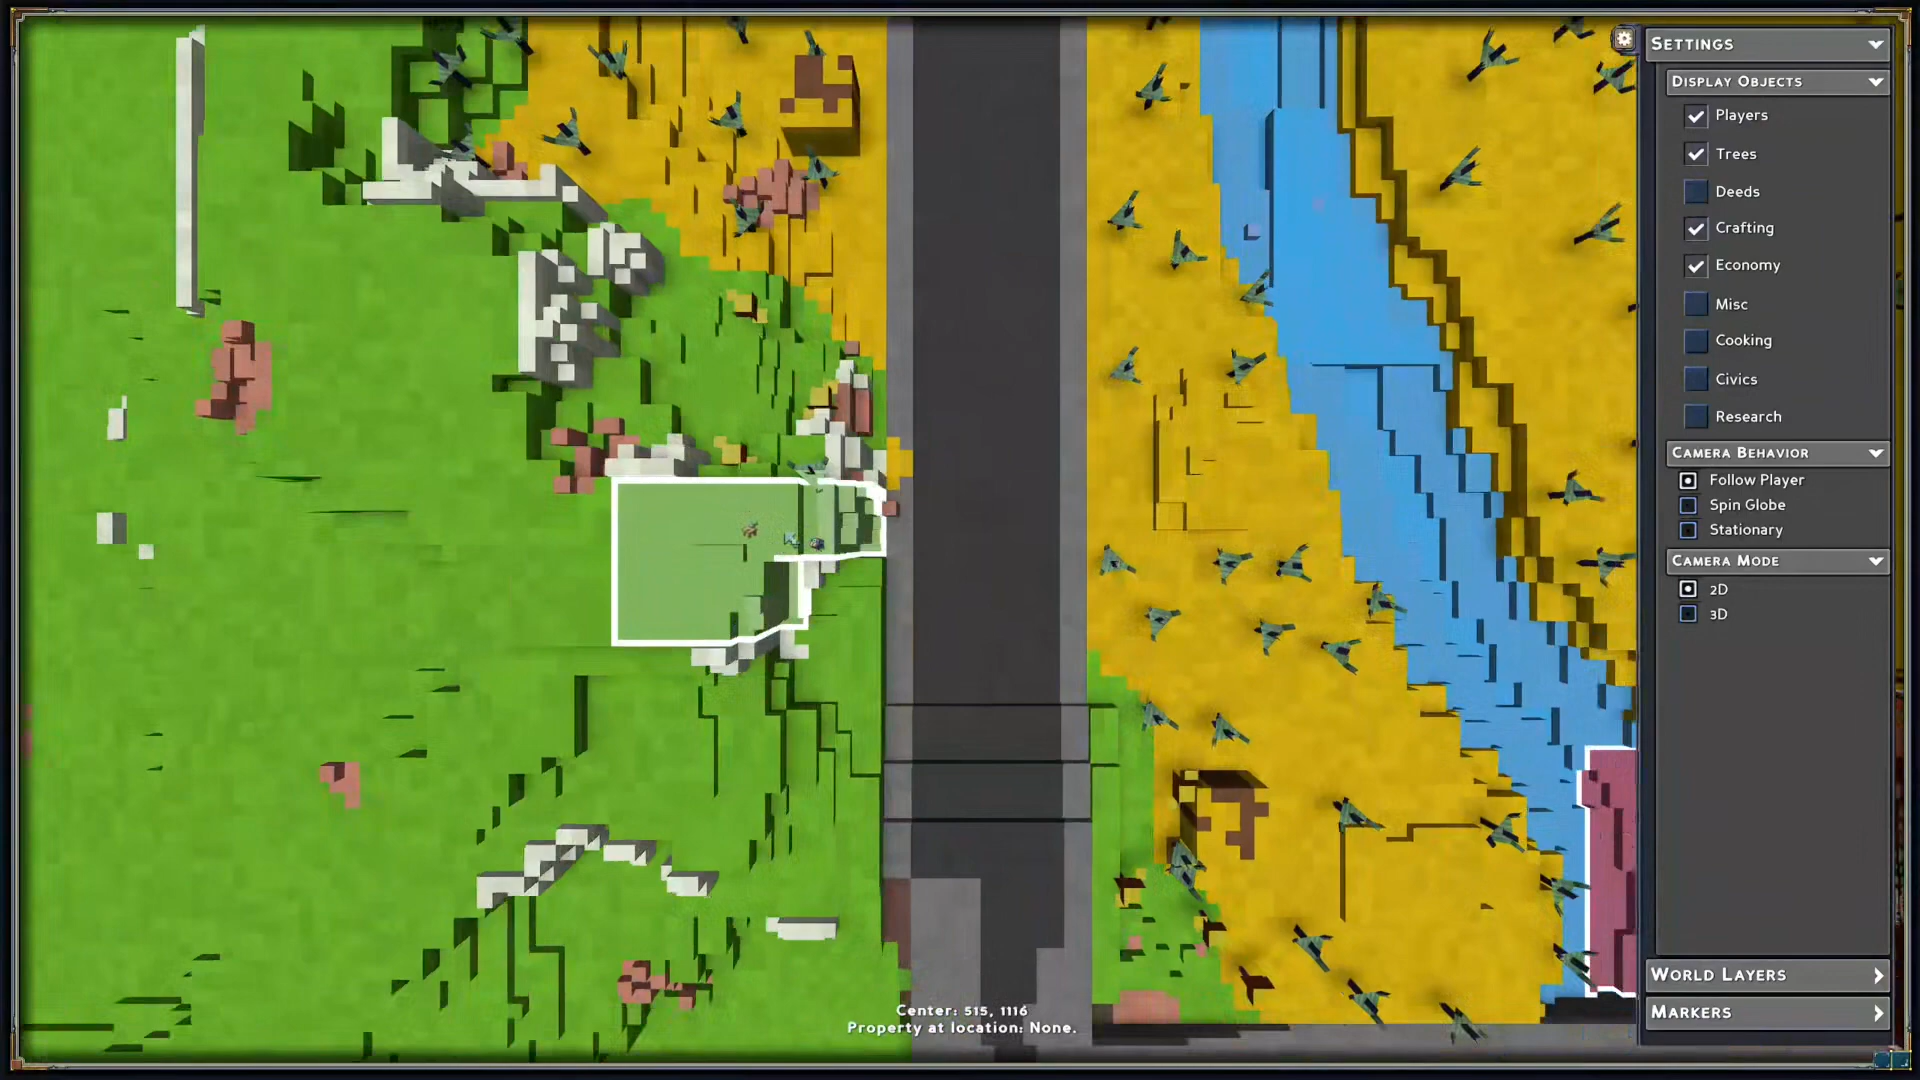 SETTINGS
DISPLAY OBJECTS
Players
Trees
Deeds
Crafting
Economy
Misc
Cooking
Civics
Research
CAMERA BEHAVIOR
Follow Player
Spin Globe
Stationary
CAMERA MODE
2D
3D
WORLD LAYERS
MARKERS
Center: 515, 1116
Property at location: None.